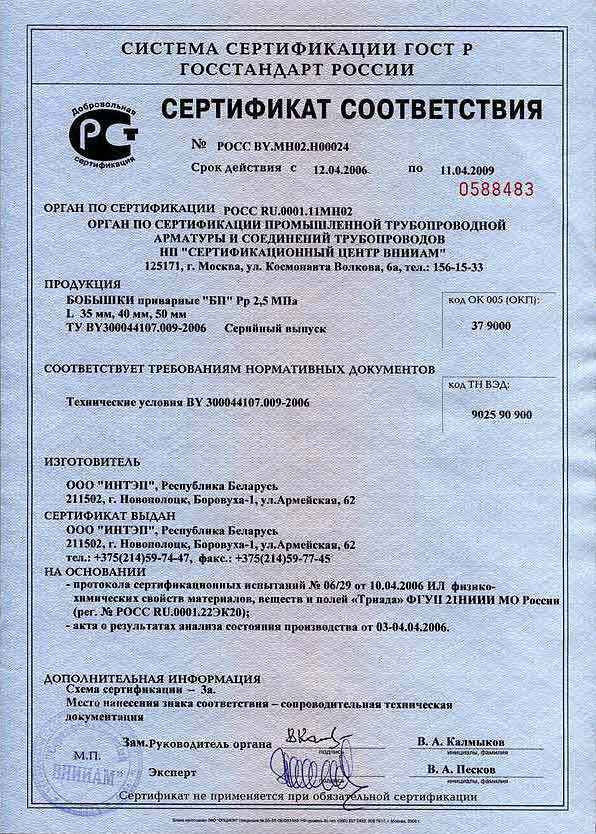 СИСТЕМА СЕРТИФИКАЦИИ ГОСТ Р
ГОССТАНДАРТ РОССИИ
Добровольная
РСТ
сертификация
СЕРТИФИКАТ СООТВЕТСТВИЯ
№ РОСС BY.МН02.Н00024
Срок действия с 12.04.2006 по 11.04.2009
0588483
ОРГАН ПО СЕРТИФИКАЦИИ РОСС RU.0001.11МН02
ОРГАН ПО СЕРТИФИКАЦИИ ПРОМЫШЛЕННОЙ ТРУБОПРОВОДНОЙ
АРМАТУРЫ И СОЕДИНЕНИЙ ТРУБОПРОВОДОВ
НП "СЕРТИФИКАЦИОННЫЙ ЦЕНТР ВНИИАМ"
125171, г. Москва, ул. Космонавта Волкова, 6а, тел.: 156-15-33
ПРОДУКЦИЯ
БОБЫШКИ приварные "БП" Рр 2,5 МПа
L 35 мм, 40 мм, 50 мм
ТУ BY300044107.009-2006 Серийный выпуск
код ОК 005 (ОКП):
37 9000
СООТВЕТСТВУЕТ ТРЕБОВАНИЯМ НОРМАТИВНЫХ ДОКУМЕНТОВ
Технические условия BY 300044107.009-2006
код ТН ВЭД:
9025 90 900
ИЗГОТОВИТЕЛЬ
ООО "ИНТЭП", Республика Беларусь
211502, г. Новополоцк, Боровуха-1, ул.Армейская, 62
СЕРТИФИКАТ ВЫДАН
ООО "ИНТЭП", Республика Беларусь
211502, г. Новополоцк, Боровуха-1, ул.Армейская, 62
тел.: +375(214)59-74-47, факс.: +375(214)59-77-45
НА ОСНОВАНИИ
- протокола сертификационных испытаний № 06/29 от 10.04.2006 ИЛ физико-
химических свойств материалов, веществ и полей «Триада» ФГУП 21НИИИ МО России
(рег. № РОСС RU.0001.22ЭК20);
- акта о результатах анализа состояния производства от 03-04.04.2006.
ДОПОЛНИТЕЛЬНАЯ ИНФОРМАЦИЯ
Схема сертификации – 3а.
Место нанесения знака соответствия – сопроводительная техническая
документация
Зам.Руководитель органа
подпись
В. А. Калмыков
инициалы, фамилия
М.П.
ВНИИАМ"
Эксперт
подпись
В. А. Песков
инициалы, фамилия
Сертификат не применяется при обязательной сертификации